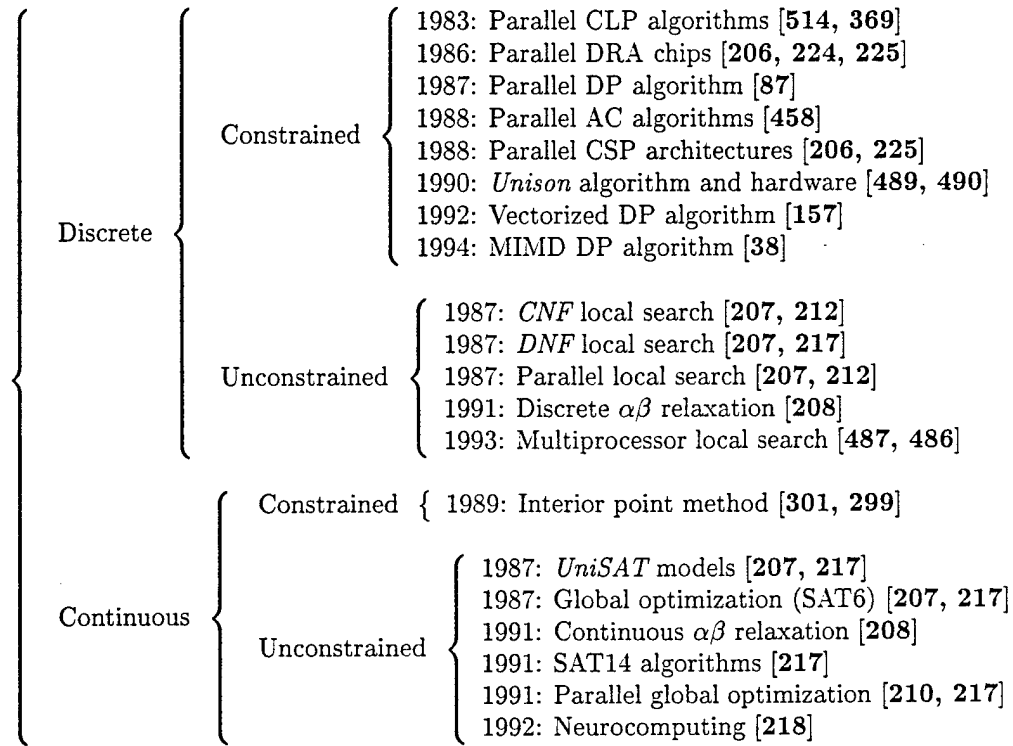 Discrete
Constrained
1983: Parallel CLP algorithms [514, 369]
1986: Parallel DRA chips [206, 224, 225]
1987: Parallel DP algorithm [87]
1988: Parallel AC algorithms [458]
1988: Parallel CSP architectures [206, 225]
1990: Unison algorithm and hardware [489, 490]
1992: Vectorized DP algorithm [157]
1994: MIMD DP algorithm [38]
Unconstrained
1987: CNF local search [207, 212]
1987: DNF local search [207, 217]
1987: Parallel local search [207, 212]
1991: Discrete αβ relaxation [208]
1993: Multiprocessor local search [487, 486]
Continuous
Constrained { 1989: Interior point method [301, 299]
Unconstrained
1987: UniSAT models [207, 217]
1987: Global optimization (SAT6) [207, 217]
1991: Continuous αβ relaxation [208]
1991: SAT14 algorithms [217]
1991: Parallel global optimization [210, 217]
1992: Neurocomputing [218]